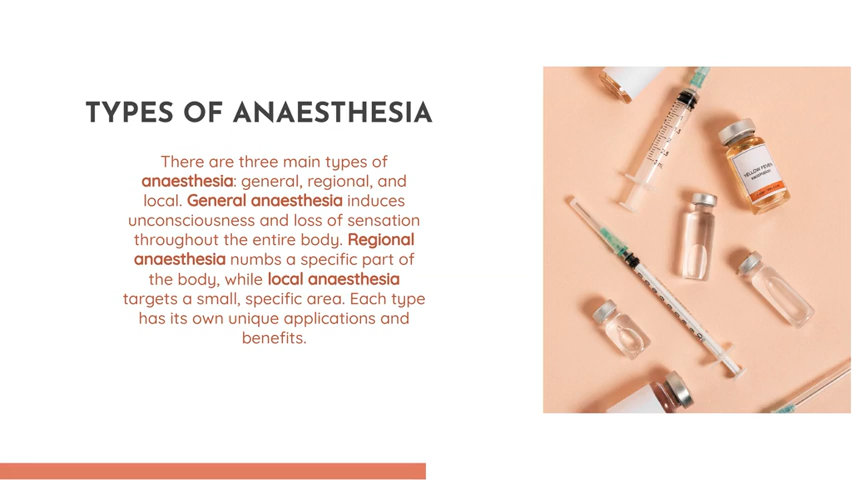 TYPES OF ANAESTHESIA
There are three main types of
anaesthesia: general, regional, and
local. General anaesthesia induces
unconsciousness and loss of sensation
throughout the entire body. Regional
anaesthesia numbs a specific part of
the body, while local anaesthesia
targets a small, specific area. Each type
has its own unique applications and
benefits.
YELLOW FEVER